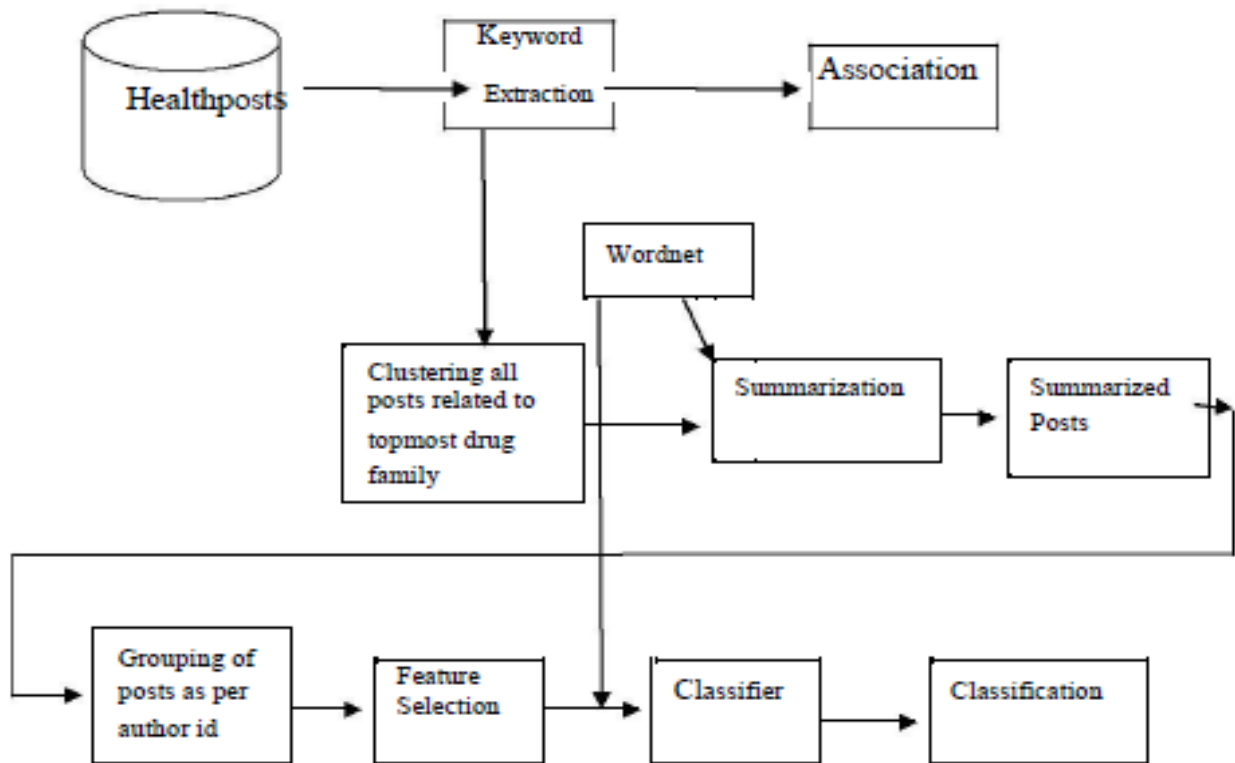 Healthposts
Keyword
Extraction
Association
Wordnet
Clustering all
posts related to
topmost drug
family
Summarization
Summarized
Posts
Grouping of
posts as per
author id
Feature
Selection
Classifier
Classification